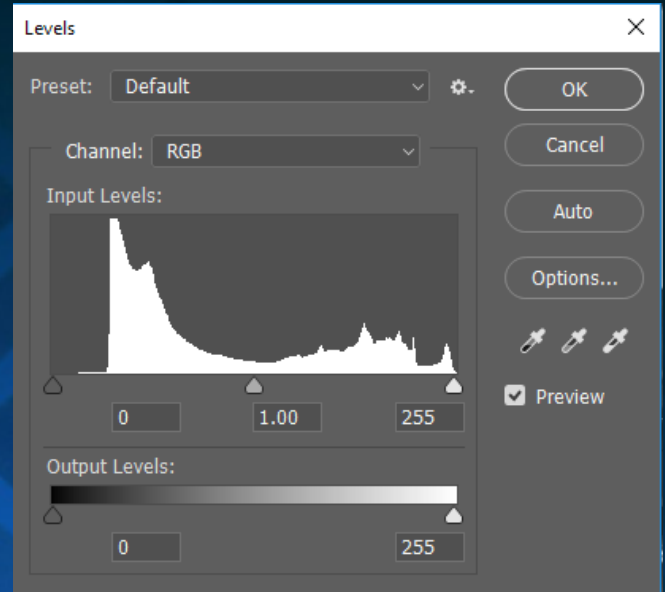 Levels
Preset: Default
OK
Channel: RGB
Cancel
Input Levels:
Auto
Options...
Preview
0 1.00 255
Output Levels:
0 255